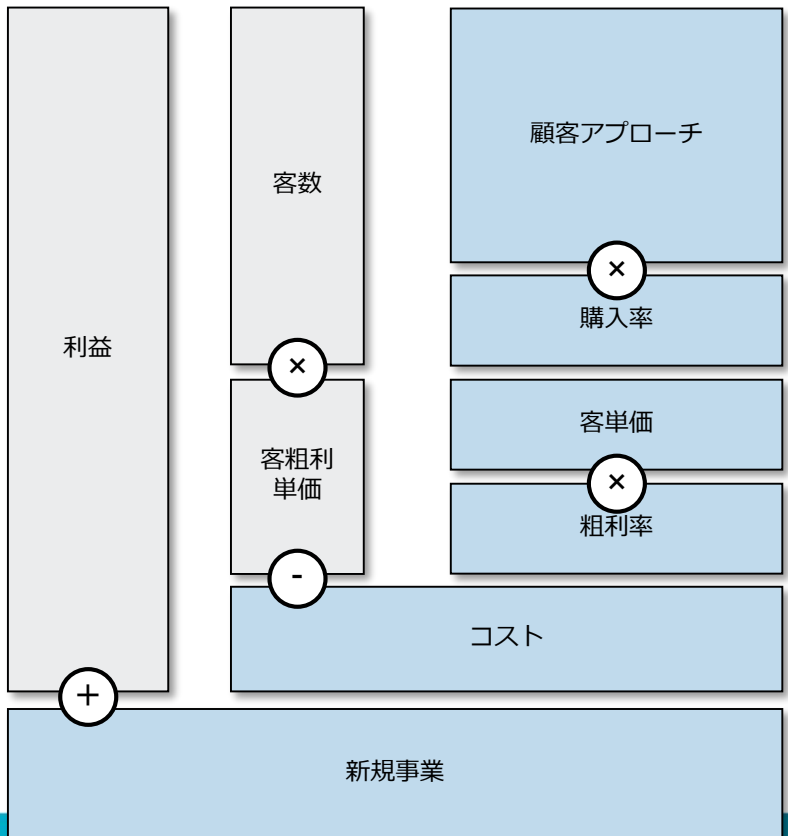 顧客アプローチ
客数
×
購入率
利益
×
客単価
客粗利
単価
×
粗利率
-
コスト
+
新規事業